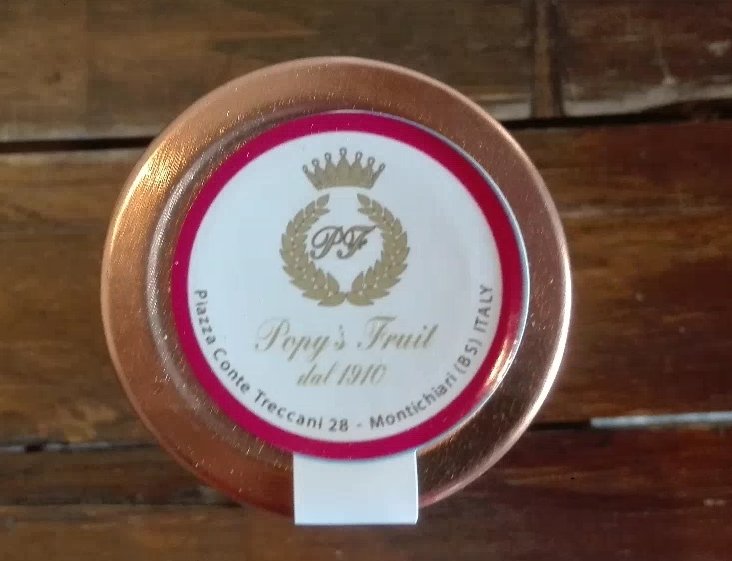 PF
Popy's Fruit
dal 1910
Piazza Conte Treccani 28 - Montichiari (BS) ITALY